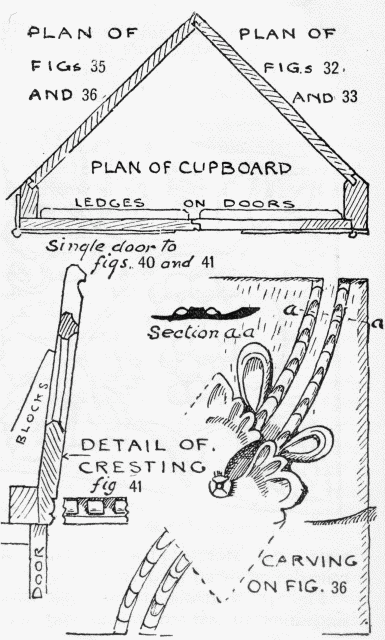 PLAN OF
FIGS 35
AND 36.
PLAN OF
FIGS 32.
AND 33
PLAN OF CUPBOARD
LEDGES ON DOORS
Single door to
figs. 40 and 41
Section a.a
a
a
BLOCKS
DETAIL OF.
CRESTING
fig 41
DOOR
CARVING
ON FIG. 36